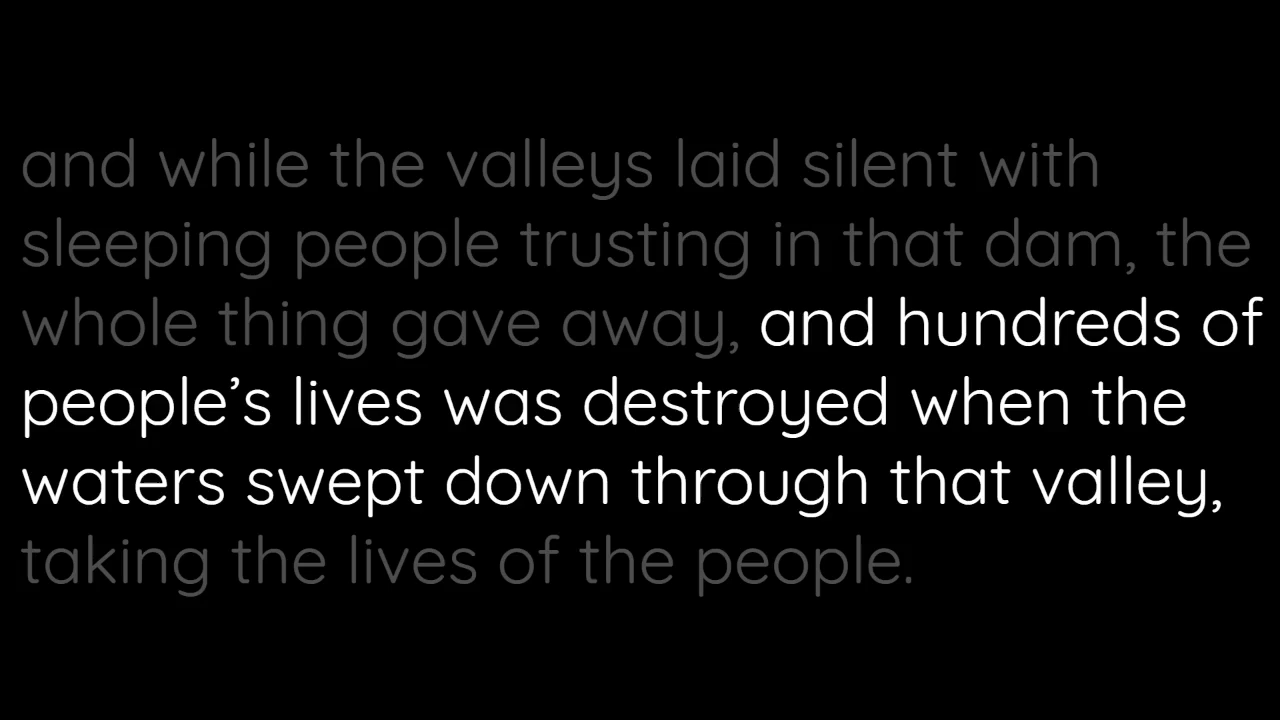 and while the valleys laid silent with
sleeping people trusting in that dam, the
whole thing gave away, and hundreds of
people’s lives was destroyed when the
waters swept down through that valley,
taking the lives of the people.